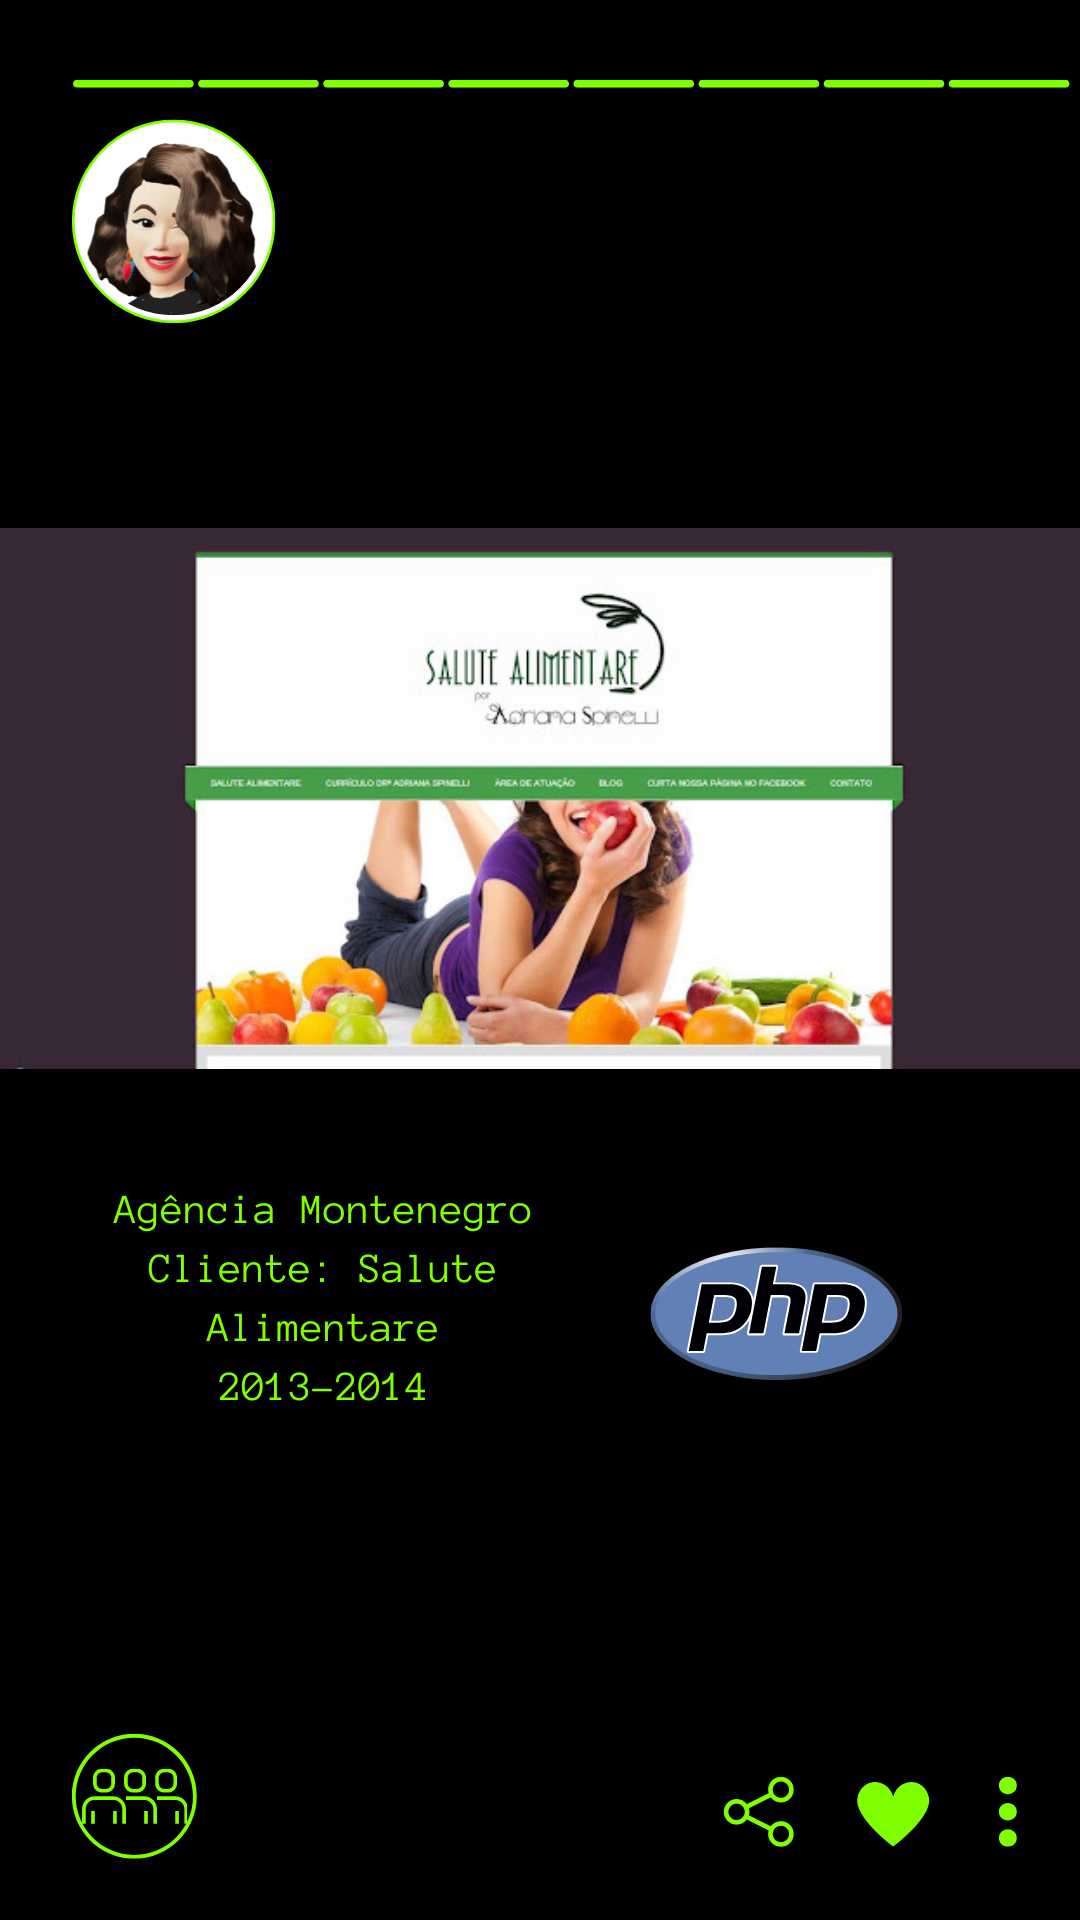 SALUTE ALIMENTARE
por
Adriana Spinelli
SALUTE ALIMENTARE CURRÍCULO DRª ADRIANA SPINELLI ÁREA DE ATUAÇÃO BLOG CURTA NOSSA PÁGINA NO FACEBOOK CONTATO
Agência Montenegro
Cliente: Salute
Alimentare
2013-2014
php